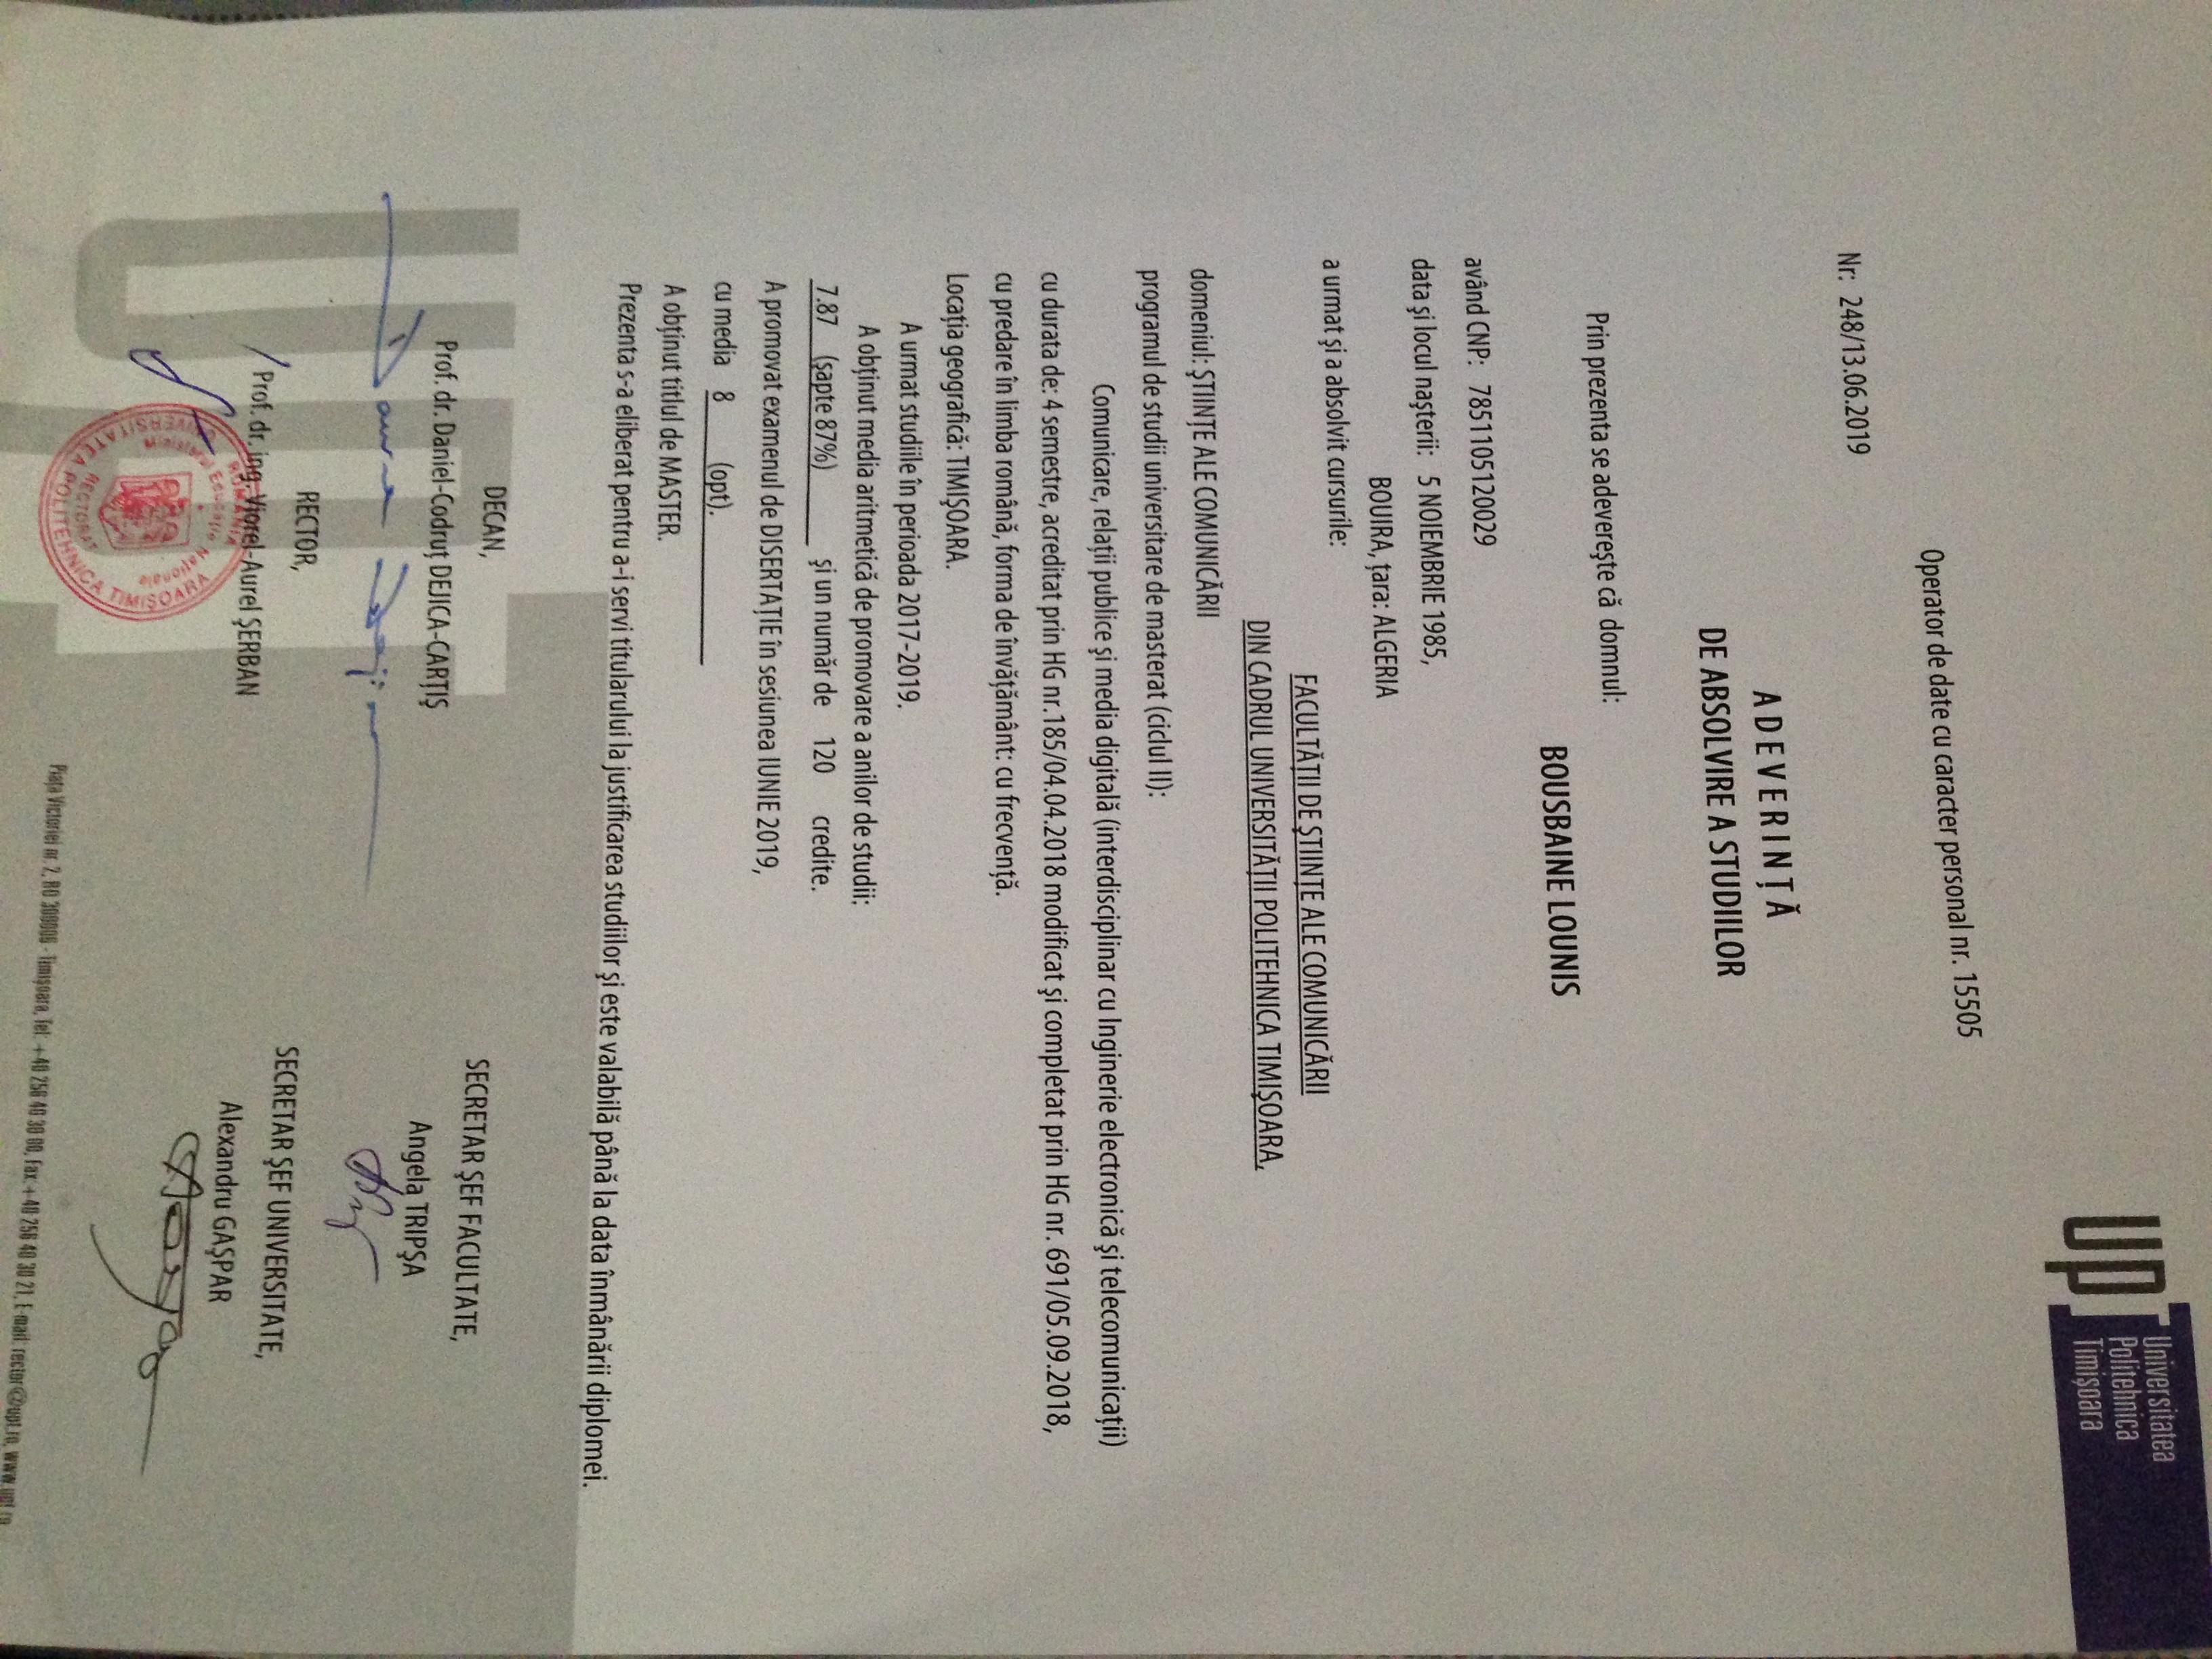 Universitatea
Politehnica
Timișoara
Operator de date cu caracter personal nr. 15505
Nr: 248/13.06.2019
ADEVERINŢĂ
DE ABSOLVIRE A STUDIILOR
Prin prezenta se adevereşte că domnul:
BOUSBAINE LOUNIS
având CNP: 7851105120029
data şi locul naşterii: 5 NOIEMBRIE 1985,
BOUIRA, ţara: ALGERIA
a urmat şi a absolvit cursurile:
FACULTĂŢII DE ŞTIINŢE ALE COMUNICĂRII
DIN CADRUL UNIVERSITĂŢII POLITEHNICA TIMIŞOARA,
domeniul: ŞTIINŢE ALE COMUNICĂRII
programul de studii universitare de masterat (ciclul II):
Comunicare, relaţii publice şi media digitală (interdisciplinar cu Inginerie electronică şi telecomunicaţii)
cu durata de: 4 semestre, acreditat prin HG nr.185/04.04.2018 modificat şi completat prin HG nr. 691/05.09.2018,
cu predare în limba română, forma de învăţământ: cu frecvenţă.
Locaţia geografică: TIMIŞOARA.
A urmat studiile în perioada 2017-2019.
A obţinut media aritmetică de promovare a anilor de studii:
7.87 (şapte 87%) şi un număr de 120 credite.
A promovat examenul de DISERTAŢIE în sesiunea IUNIE 2019,
cu media 8 (opt).
A obţinut titlul de MASTER.
Prezenta s-a eliberat pentru a-i servi titularului la justificarea studiilor şi este valabilă până la data înmânării diplomei.
DECAN, SECRETAR ŞEF FACULTATE,
Prof. dr. Daniel-Codruţ DEJICA-CARŢIŞ Angela TRIPŞA
RECTOR, SECRETAR ŞEF UNIVERSITATE,
Prof. dr. ing. Viorel-Aurel ŞERBAN Alexandru GAŞPAR
ROMÂNIA
Ministerul Educaţiei Naţionale
UNIVERSITATEA POLITEHNICA TIMIŞOARA
RECTORAT
Piaţa Victoriei nr. 2, RO 300006 - Timişoara, Tel: +40 256 40 30 00, Fax: +40 256 40 30 21, E-mail: rector@upt.ro, www.upt.ro